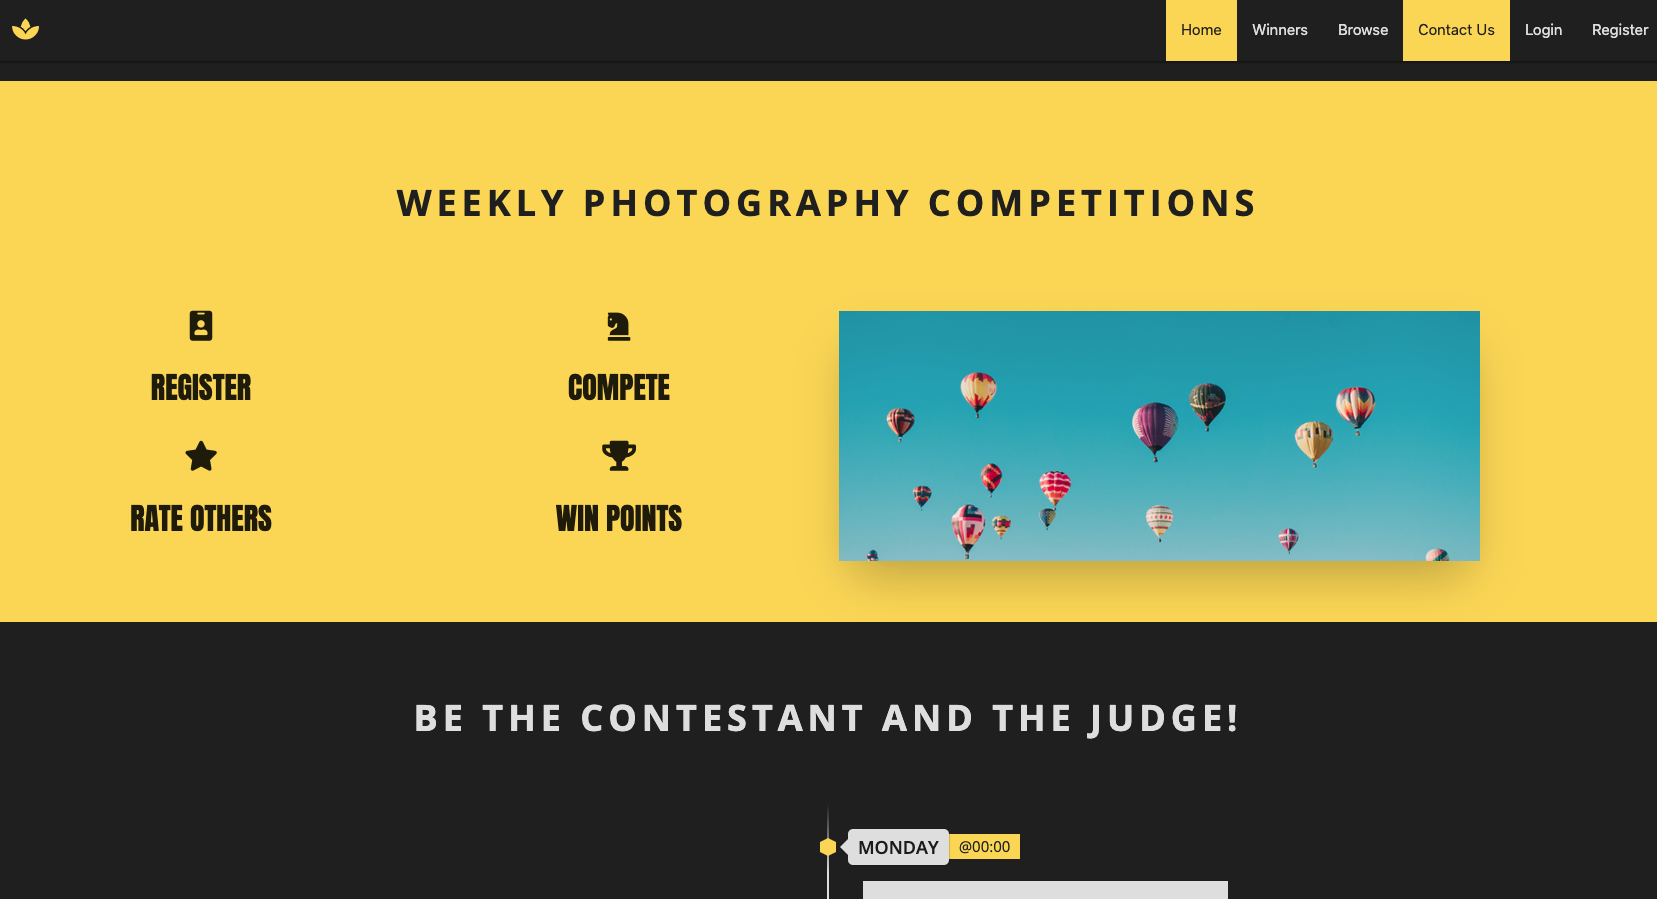 Home Winners Browse Contact Us Login Register
WEEKLY PHOTOGRAPHY COMPETITIONS
REGISTER
COMPETE
RATE OTHERS
WIN POINTS
BE THE CONTESTANT AND THE JUDGE!
MONDAY @00:00